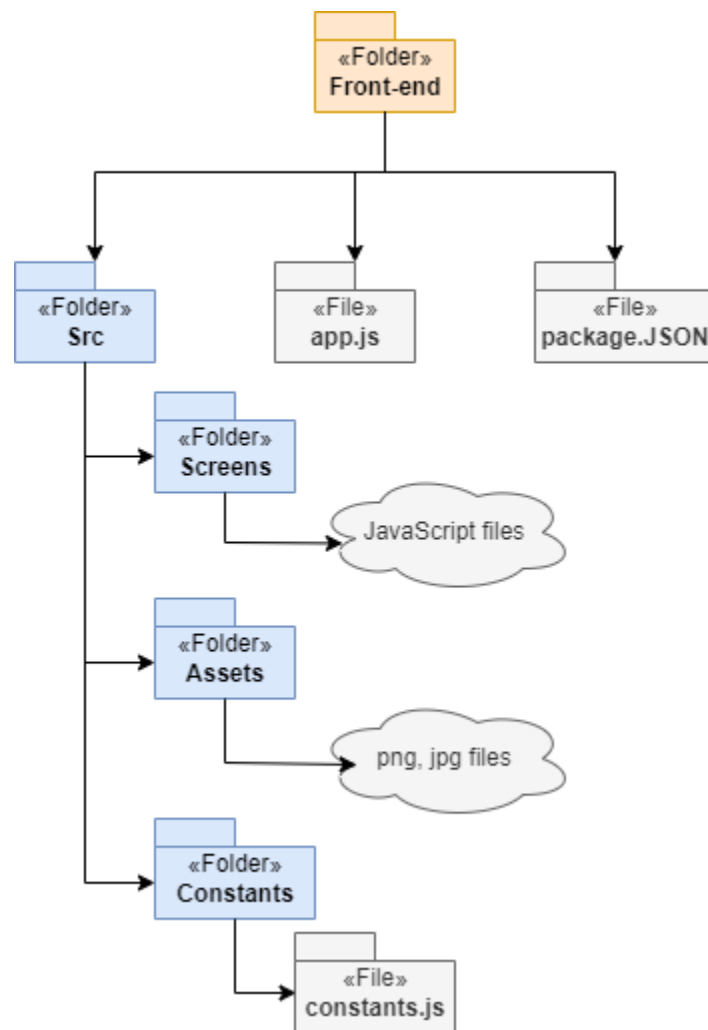 «Folder»
Front-end
«Folder»
Src
«File»
app.js
«File»
package.JSON
«Folder»
Screens
JavaScript files
«Folder»
Assets
png, jpg files
«Folder»
Constants
«File»
constants.js